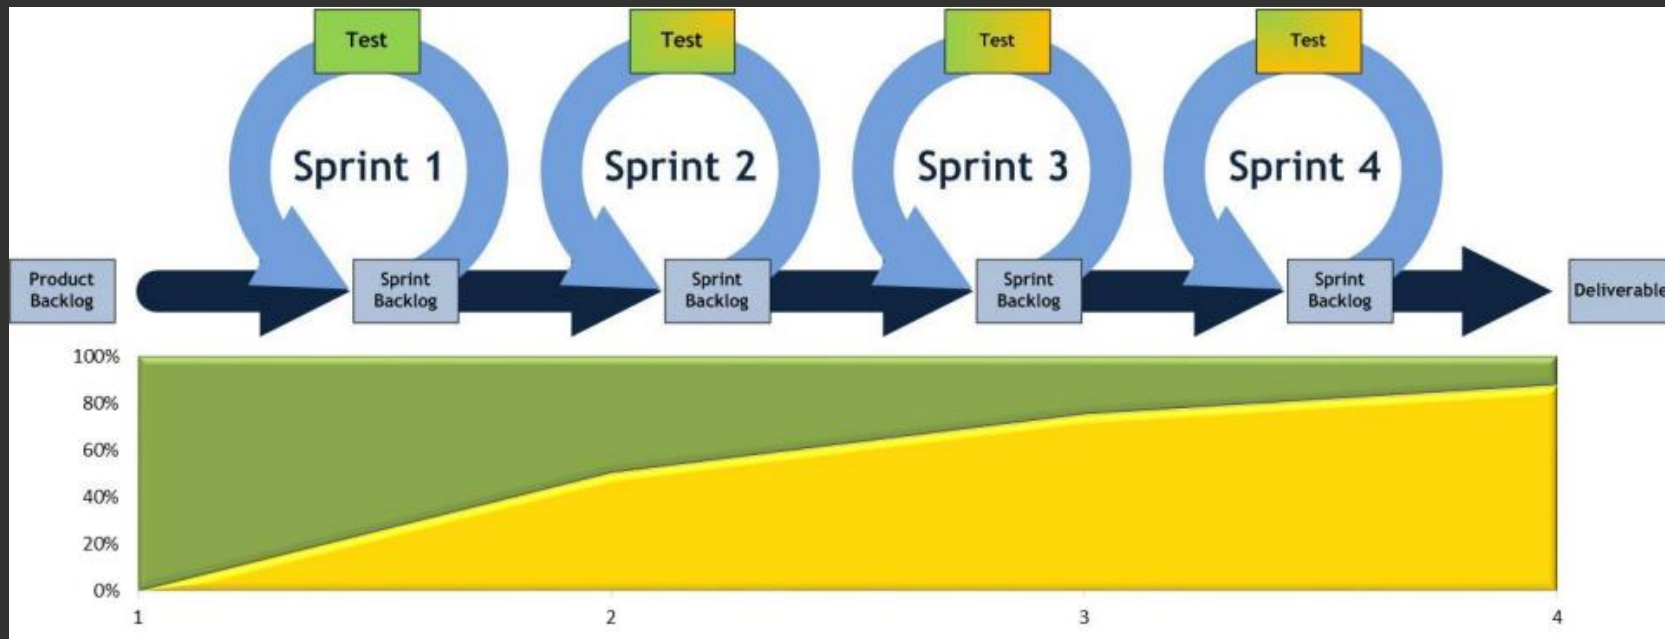 Test
Test
Test
Test
Sprint 1
Sprint 2
Sprint 3
Sprint 4
Product
Backlog
Sprint
Backlog
Sprint
Backlog
Sprint
Backlog
Sprint
Backlog
Deliverable
100%
80%
60%
40%
20%
0%
1
2
3
4